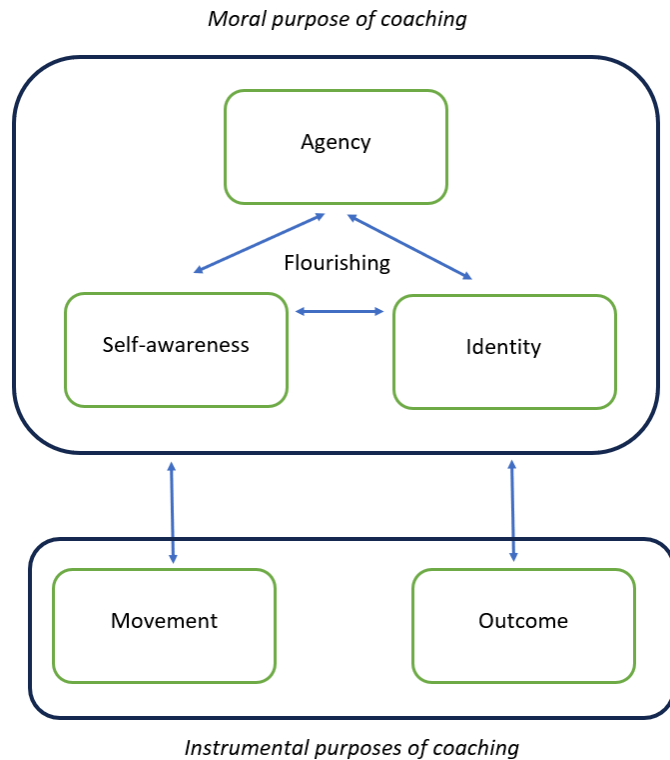 Moral purpose of coaching
Agency
Flourishing
Self-awareness
Identity
Movement
Outcome
Instrumental purposes of coaching